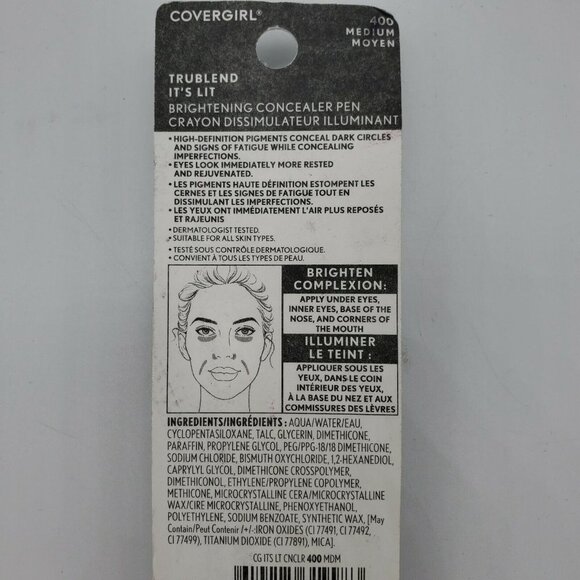 COVERGIRL®
400
MEDIUM
MOYEN
TRUBLEND
IT'S LIT
BRIGHTENING CONCEALER PEN
CRAYON DISSIMULATEUR ILLUMINANT
• HIGH-DEFINITION PIGMENTS CONCEAL DARK CIRCLES
AND SIGNS OF FATIGUE WHILE CONCEALING
IMPERFECTIONS.
• EYES LOOK IMMEDIATELY MORE RESTED
AND REJUVENATED.
• LES PIGMENTS HAUTE DÉFINITION ESTOMPENT LES
CERNES ET LES SIGNES DE FATIGUE TOUT EN
DISSIMULANT LES IMPERFECTIONS.
• LES YEUX ONT IMMÉDIATEMENT L'AIR PLUS REPOSÉS
ET RAJEUNIS
• DERMATOLOGIST TESTED.
• SUITABLE FOR ALL SKIN TYPES.
• TESTÉ SOUS CONTRÔLE DERMATOLOGIQUE.
• CONVIENT À TOUS LES TYPES DE PEAU.
BRIGHTEN
COMPLEXION:
APPLY UNDER EYES,
INNER EYES, BASE OF THE
NOSE, AND CORNERS OF
THE MOUTH
ILLUMINER
LE TEINT :
APPLIQUER SOUS LES
YEUX, DANS LE COIN
INTÉRIEUR DES YEUX,
À LA BASE DU NEZ ET AUX
COMMISSURES DES LÈVRES
INGREDIENTS/INGRÉDIENTS : AQUA/WATER/EAU,
CYCLOPENTASILOXANE, TALC, GLYCERIN, DIMETHICONE,
PARAFFIN, PROPYLENE GLYCOL, PEG/PPG-18/18 DIMETHICONE,
SODIUM CHLORIDE, BISMUTH OXYCHLORIDE, 1,2-HEXANEDIOL,
CAPRYLYL GLYCOL, DIMETHICONE CROSSPOLYMER,
DIMETHICONOL, ETHYLENE/PROPYLENE COPOLYMER,
METHICONE, MICROCRYSTALLINE CERA/MICROCRYSTALLINE
WAX/CIRE MICROCRYSTALLINE, PHENOXYETHANOL,
POLYETHYLENE, SODIUM BENZOATE, SYNTHETIC WAX, [May
Contain/Peut Contenir /+/-:IRON OXIDES (CI 77491, CI 77492,
CI 77499), TITANIUM DIOXIDE (CI 77891), MICA].
CG ITS LT CNCLR 400 MDM